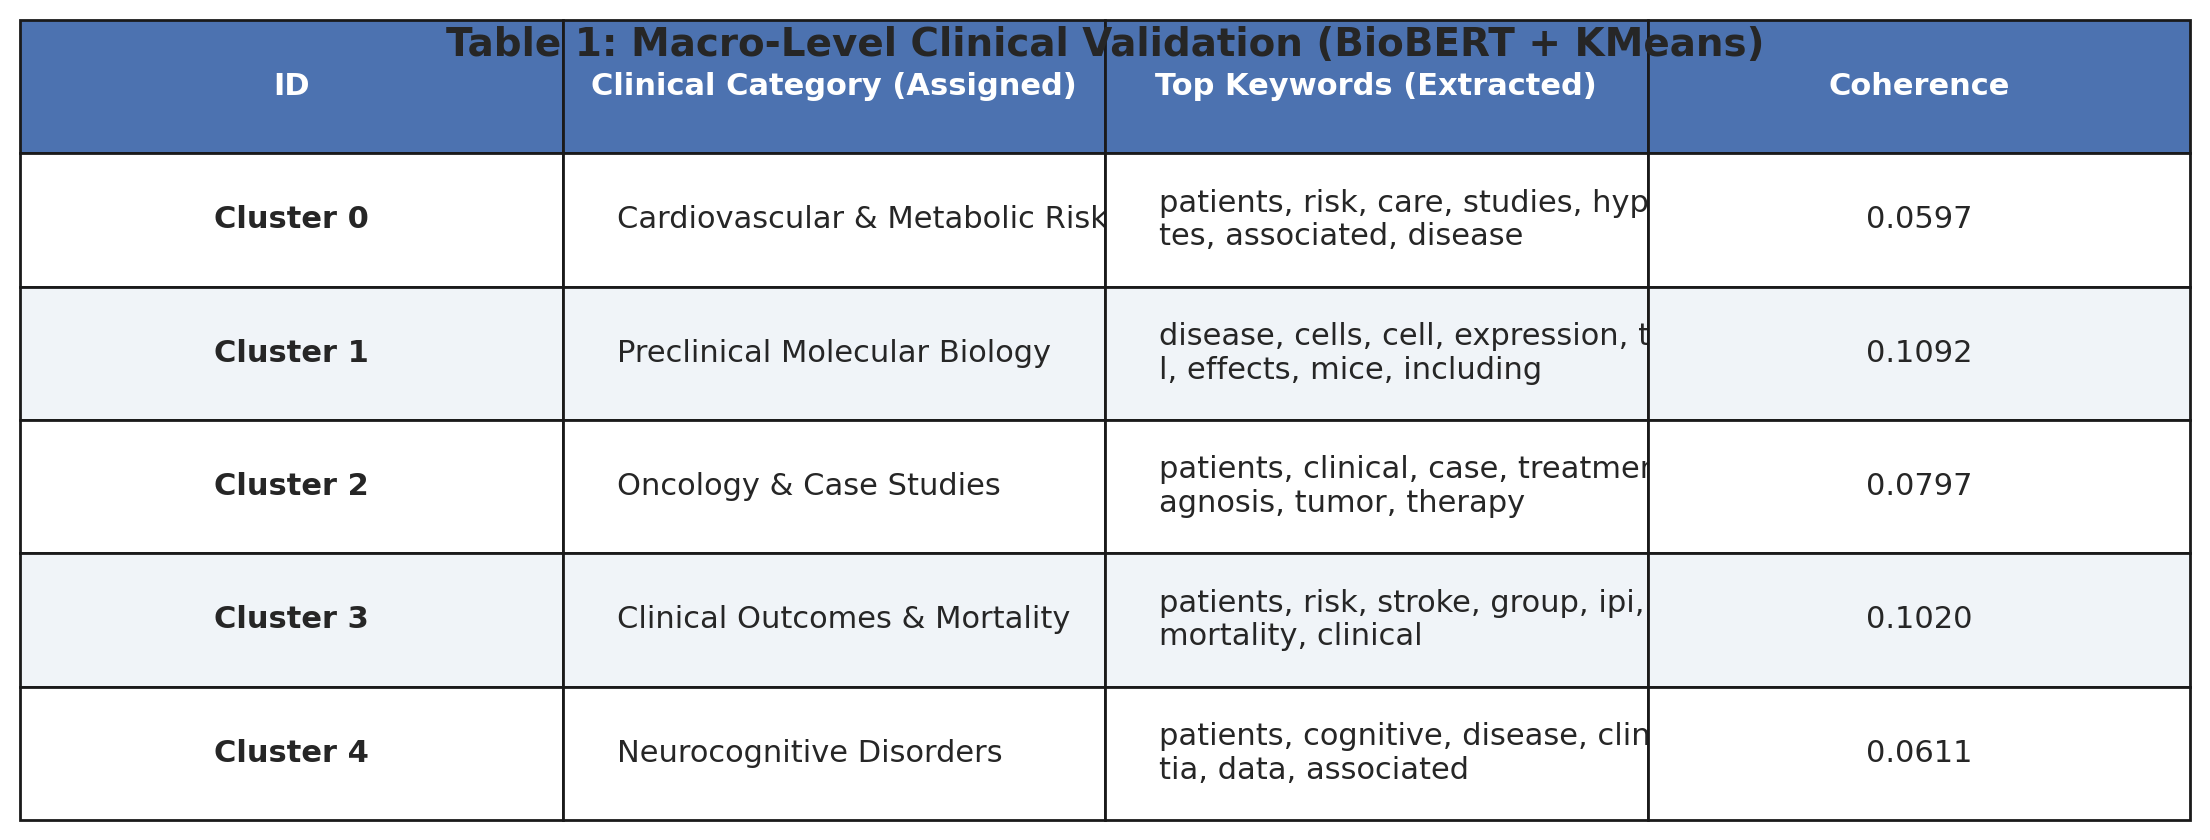 Table 1: Macro-Level Clinical Validation (BioBERT + KMeans)
ID
Clinical Category (Assigned)
Top Keywords (Extracted)
Coherence
Cluster 0
Cardiovascular & Metabolic Risk
patients, risk, care, studies, hyp
tes, associated, disease
0.0597
Cluster 1
Preclinical Molecular Biology
disease, cells, cell, expression, t
l, effects, mice, including
0.1092
Cluster 2
Oncology & Case Studies
patients, clinical, case,
agnosis, tumor, therapy
0.0797
Cluster 3
Clinical Outcomes & Mortality
patients, risk, stroke, group, ipi,
mortality, clinical
0.1020
Cluster 4
Neurocognitive Disorders
patients, cognitive, disease, clin
tia, data, associated
0.0611